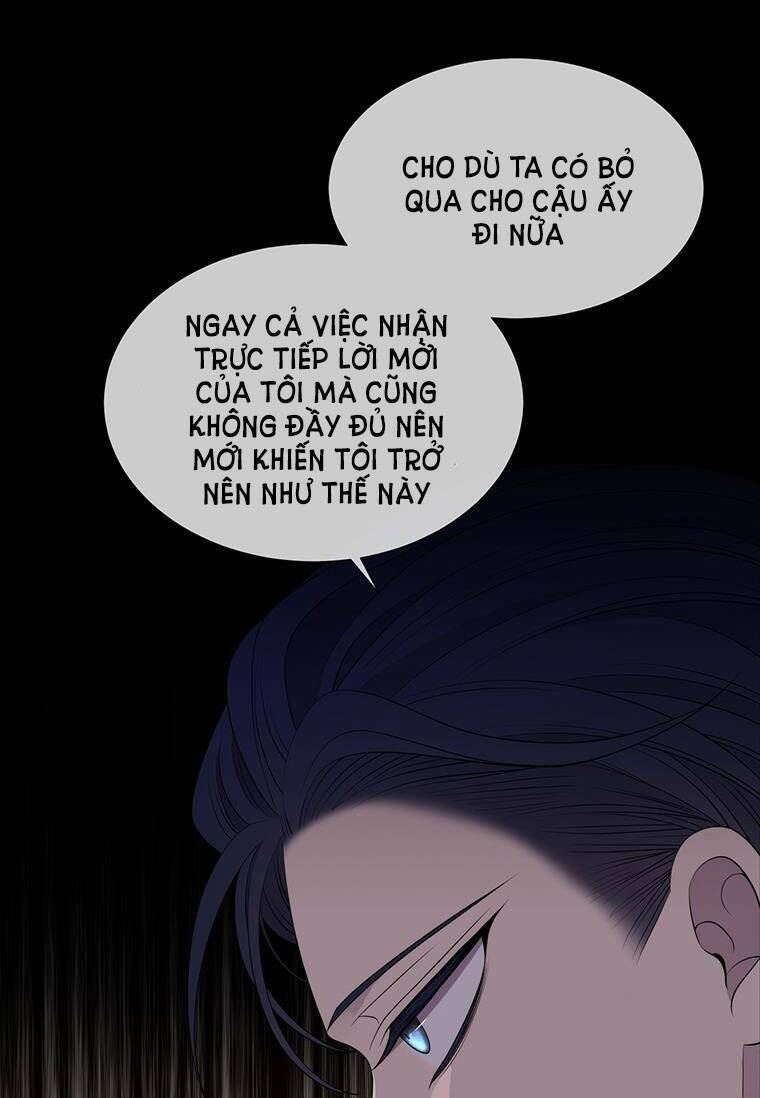 CHO DÙ TA CÓ BỎ
QUA CHO CẬU ẤY
ĐI NỮA
NGAY CẢ VIỆC NHẬN
TRỰC TIẾP LỜI MỜI
CỦA TÔI MÀ CŨNG
KHÔNG ĐẦY ĐỦ NÊN
MỚI KHIẾN TÔI TRỞ
NÊN NHƯ THẾ NÀY